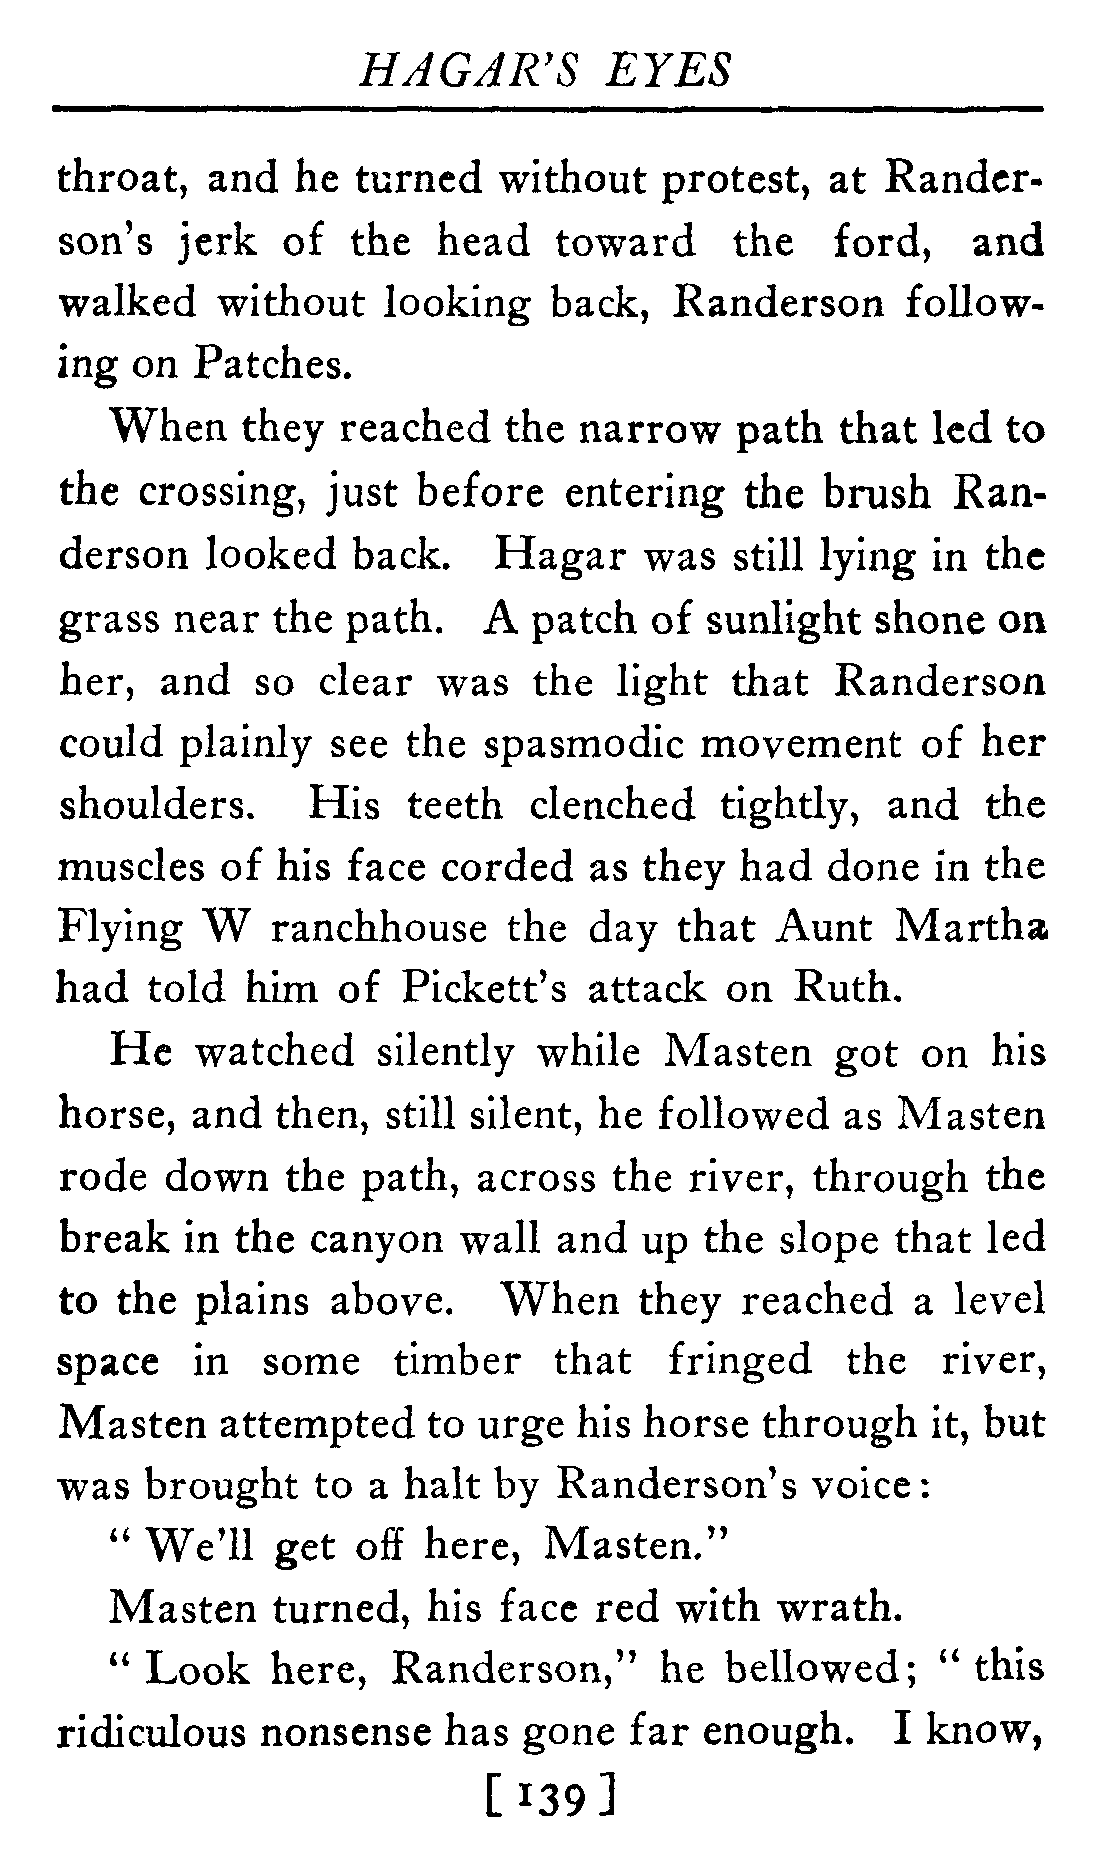 HAGAR'S EYES
throat, and he turned without protest, at Rander-
son's jerk of the head toward the ford, and
walked without looking back, Randerson follow-
ing on Patches.
When they reached the narrow path that led to
the crossing, just before entering the brush Ran-
derson looked back. Hagar was still lying in the
grass near the path. A patch of sunlight shone on
her, and so clear was the light that Randerson
could plainly see the spasmodic movement of her
shoulders. His teeth clenched tightly, and the
muscles of his face corded as they had done in the
Flying W ranchhouse the day that Aunt Martha
had told him of Pickett's attack on Ruth.
He watched silently while Masten got on his
horse, and then, still silent, he followed as Masten
rode down the path, across the river, through the
break in the canyon wall and up the slope that led
to the plains above. When they reached a level
space in some timber that fringed the river,
Masten attempted to urge his horse through it, but
was brought to a halt by Randerson's voice:
"We'll get off here, Masten."
Masten turned, his face red with wrath.
"Look here, Randerson," he bellowed; "this
ridiculous nonsense has gone far enough. I know,
[ 139 ]